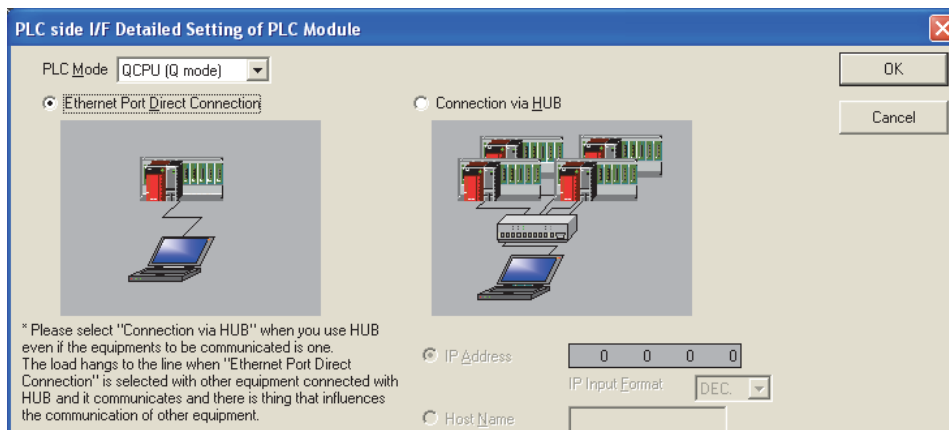 PLC side I/F Detailed Setting of PLC Module
PLC Mode QCPU (Q mode)
OK
Cancel
Ethernet Port Direct Connection
Connection via HUB
* Please select "Connection via HUB" when you use HUB
even if the equipments to be communicated is one.
The load hangs to the line when "Ethernet Port Direct
Connection" is selected with other equipment connected with
HUB and it communicates and there is thing that influences
the communication of other equipment.
IP Address 0 0 0 0
IP Input Format DEC.
Host Name